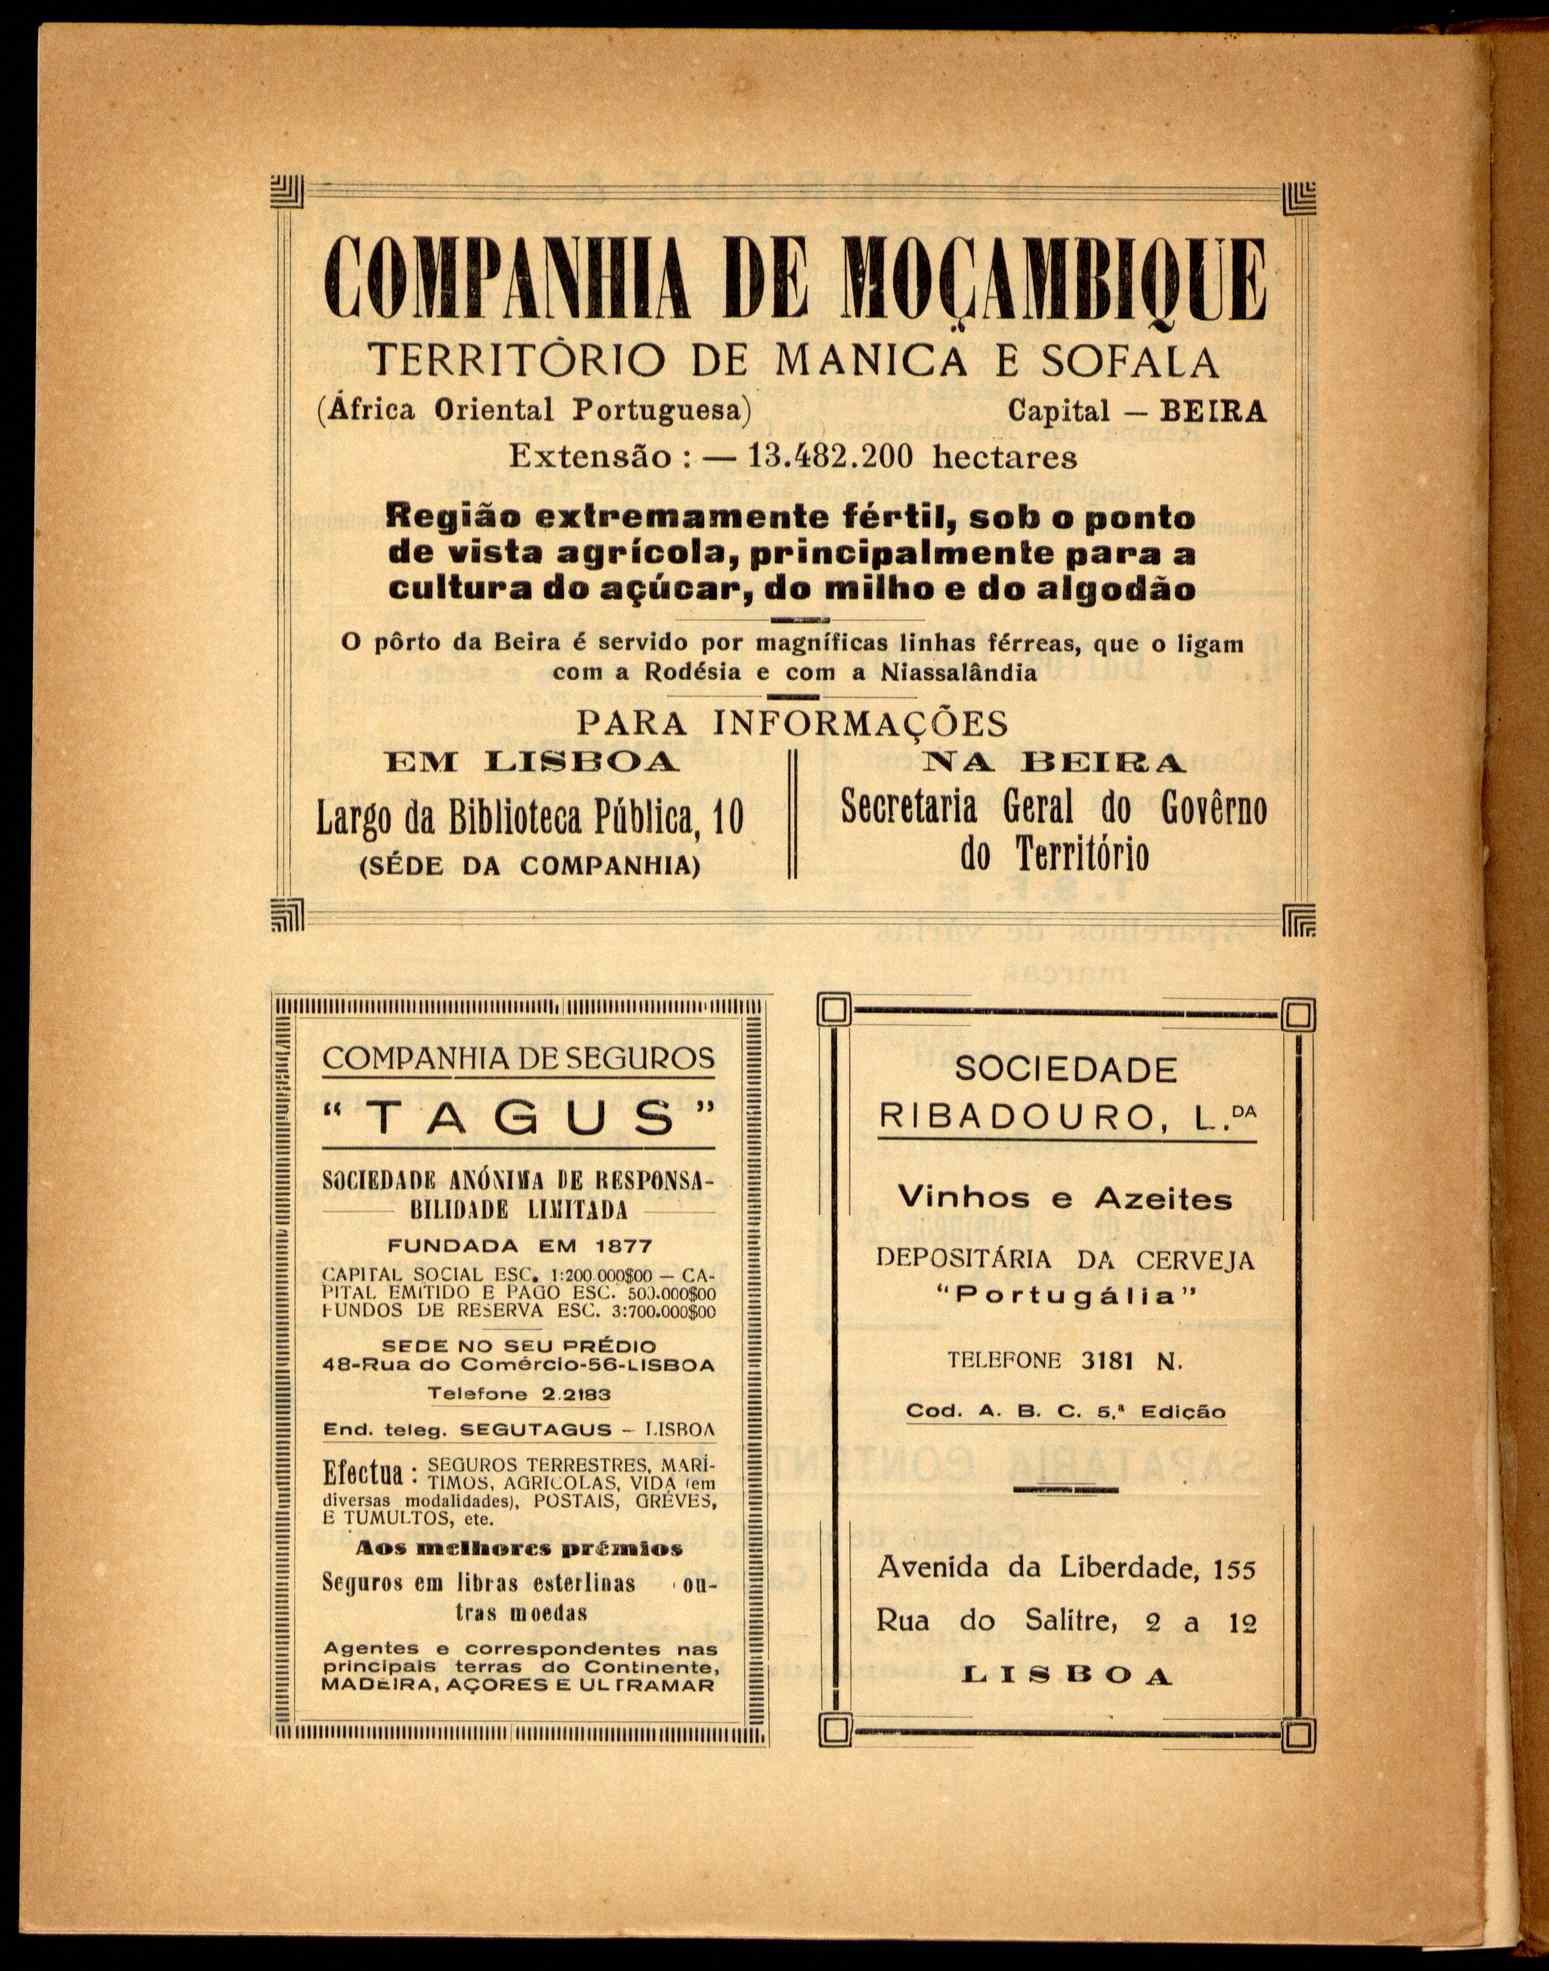 COMPANHIA DE MOÇAMBIQUE
TERRITÓRIO DE MANICA E SOFALA
(África Oriental Portuguesa) Capital — BEIRA
Extensão : — 13.482.200 hectares
Região extremamente fértil, sob o ponto
de vista agrícola, principalmente para a
cultura do açúcar, do milho e do algodão
O pôrto da Beira é servido por magníficas linhas férreas, que o ligam
com a Rodésia e com a Niassalândia
PARA INFORMAÇÕES
EM LISBOA
Largo da Biblioteca Pública, 10
(SÉDE DA COMPANHIA)
NA BEIRA
Secretaria Geral do Govêrno
do Território
COMPANHIA DE SEGUROS
“TAGUS”
SOCIEDADE ANÓNIMA DE RESPONSA-
BILIDADE LIMITADA
FUNDADA EM 1877
CAPITAL SOCIAL ESC. 1:200.000$00 — CA-
PITAL EMITIDO E PAGO ESC. 500.000$00
FUNDOS DE RESERVA ESC. 3:700.000$00
SEDE NO SEU PRÉDIO
48-Rua do Comércio-56-LISBOA
Telefone 2.2183
End. teleg. SEGUTAGUS — LISBOA
Efectua : SEGUROS TERRESTRES, MARÍ-
TIMOS, AGRICOLAS, VIDA (em
diversas modalidades), POSTAIS, GRÉVES,
E TUMULTOS, etc.
Aos melhores prémios
Seguros em libras esterlinas ou-
tras moedas
Agentes e correspondentes nas
principais terras do Continente,
MADEIRA, AÇORES E ULTRAMAR
SOCIEDADE
RIBADOURO, L.DA
Vinhos e Azeites
DEPOSITÁRIA DA CERVEJA
“Portugália”
TELEFONE 3181 N.
Cod. A. B. C. 5.ª Edição
Avenida da Liberdade, 155
Rua do Salitre, 2 a 12
LISBOA